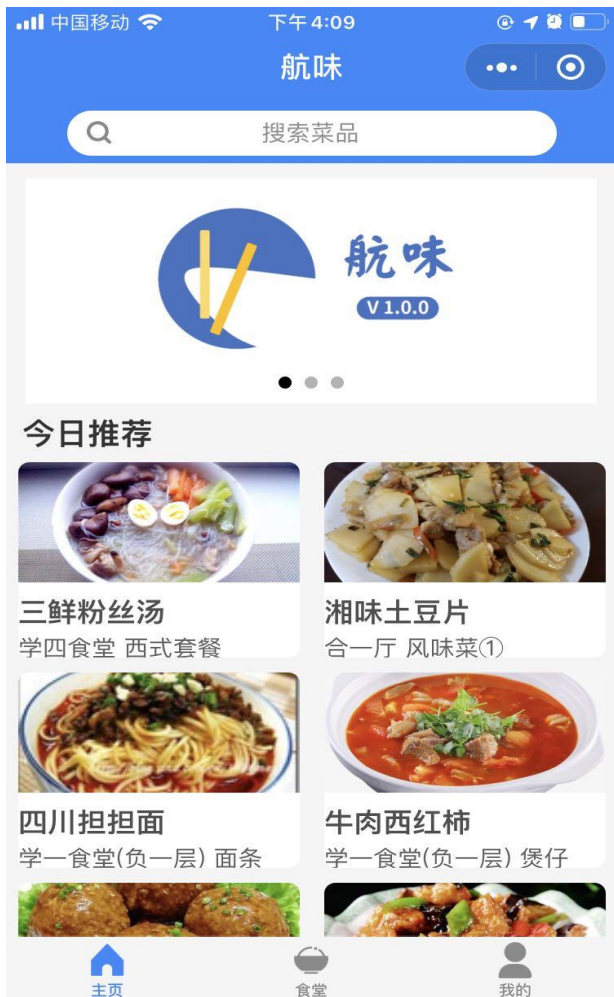 中国移动 下午4:09
航味
搜索菜品
航味
V 1.0.0
今日推荐
三鲜粉丝汤
学四食堂 西式套餐
湘味土豆片
合一厅 风味菜①
四川担担面
学一食堂(负一层) 面条
牛肉西红柿
学一食堂(负一层) 煲仔
主页 食堂 我的